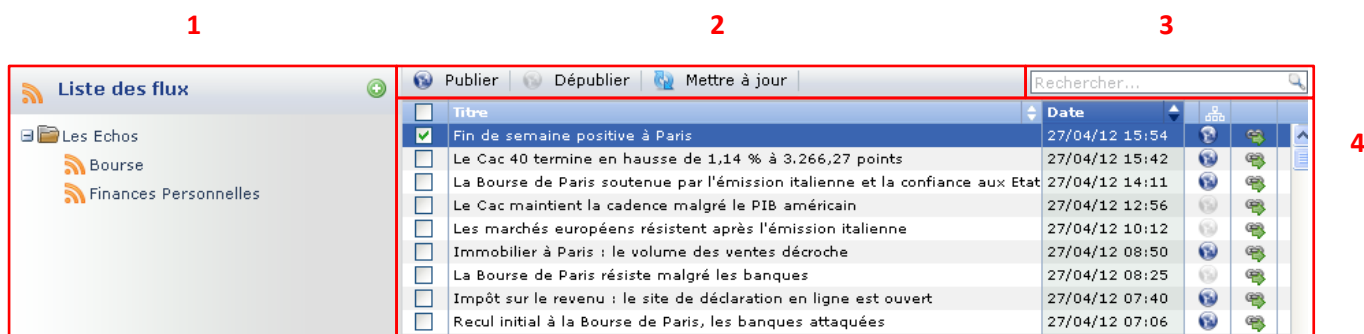 1 2 3
Liste des flux
Les Echos
Bourse
Finances Personnelles
Publier Dépublier Mettre à jour
Rechercher...
Titre Date
Fin de semaine positive à Paris 27/04/12 15:54
Le Cac 40 termine en hausse de 1,14 % à 3.266,27 points 27/04/12 15:42
La Bourse de Paris soutenue par l'émission italienne et la confiance aux Etat 27/04/12 14:11
Le Cac maintient la cadence malgré le PIB américain 27/04/12 12:56
Les marchés européens résistent après l'émission italienne 27/04/12 10:12
Immobilier à Paris : le volume des ventes décroche 27/04/12 08:50
La Bourse de Paris résiste malgré les banques 27/04/12 08:25
Impôt sur le revenu : le site de déclaration en ligne est ouvert 27/04/12 07:40
Recul initial à la Bourse de Paris, les banques attaquées 27/04/12 07:06
4